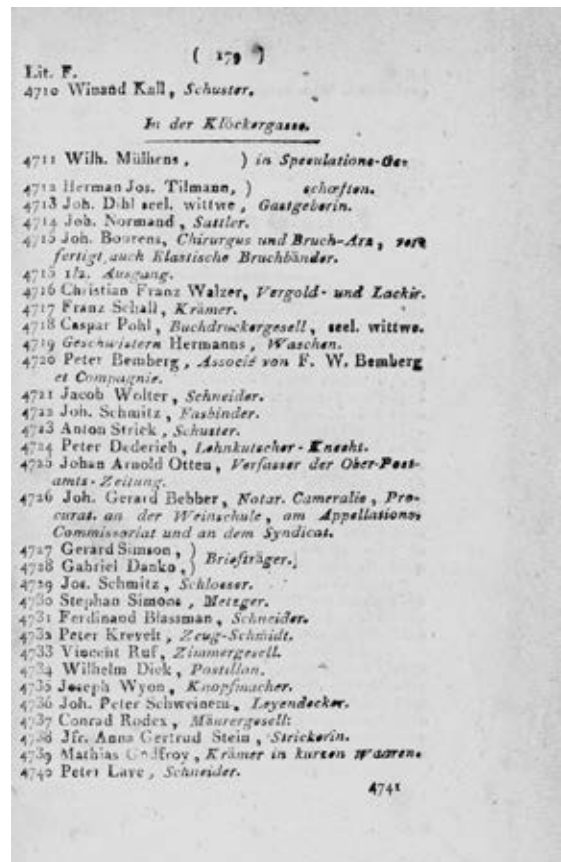 ( 179 )
Lit. F.
4710 Winand Kall, Schuster.
In der Klöckergasse.
4711 Wilh. Mülhens, ) in Speculations-Ge-
4712 Herman Jos. Tilmann, ) schæften.
4713 Joh. Dihl seel. wittwe, Gastgeberin.
4714 Joh. Normand, Sattler.
4715 Joh. Bourens, Chirurgus und Bruch-Arz, ver-
fertigt auch Elastische Bruchbänder.
4715 1/2. Ausgang.
4716 Christian Franz Walzer, Vergold- und Lackir.
4717 Franz Schall, Krämer.
4718 Caspar Pohl, Buchdruckergesell, seel. wittwe.
4719 Geschwistern Hermanns, Waschen.
4720 Peter Bemberg, Associé von F. W. Bemberg
et Compagnie.
4721 Jacob Wolter, Schneider.
4722 Joh. Schmitz, Fasbinder.
4723 Anton Strick, Schuster.
4724 Peter Dederich, Lehnkutscher-Knecht.
4725 Johan Arnold Otten, Verfasser der Ober-Post-
amts-Zeitung.
4726 Joh. Gerard Bebber, Notar. Cameralis, Pro-
curat. an der Weinschule, am Appellations
Commissoriat und an dem Syndicat.
4727 Gerard Simson, )
4728 Gabriel Danko, ) Briefträger.
4729 Jos. Schmitz, Schlosser.
4730 Stephan Simons, Metzger.
4731 Ferdinand Blasman, Schneider.
4732 Peter Krevelt, Zeug-Schmidt.
4733 Vincent Ruf, Zimmergesell.
4734 Wilhelm Dick, Postillon.
4735 Joseph Wyon, Knopfmacher.
4736 Joh. Peter Schweinem, Leyendecker.
4737 Conrad Rodex, Mäurergesell.
4738 Jfr. Anna Gertrud Stein, Strickerin.
4739 Mathias Godfroy, Krämer in kurzen Waaren.
4740 Peter Lave, Schneider.
4741